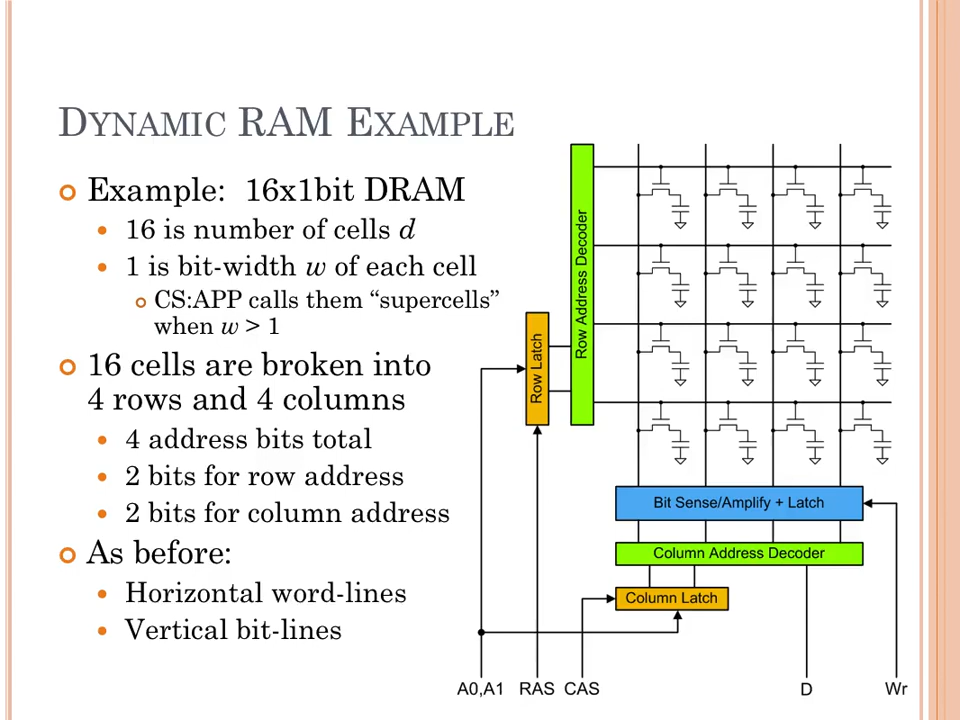 DYNAMIC RAM EXAMPLE
Example: 16x1bit DRAM
16 is number of cells d
1 is bit-width w of each cell
CS:APP calls them “supercells”
when w > 1
16 cells are broken into
4 rows and 4 columns
4 address bits total
2 bits for row address
2 bits for column address
As before:
Horizontal word-lines
Vertical bit-lines
Row Address Decoder
Row Latch
Bit Sense/Amplify + Latch
Column Address Decoder
Column Latch
A0,A1 RAS CAS D Wr